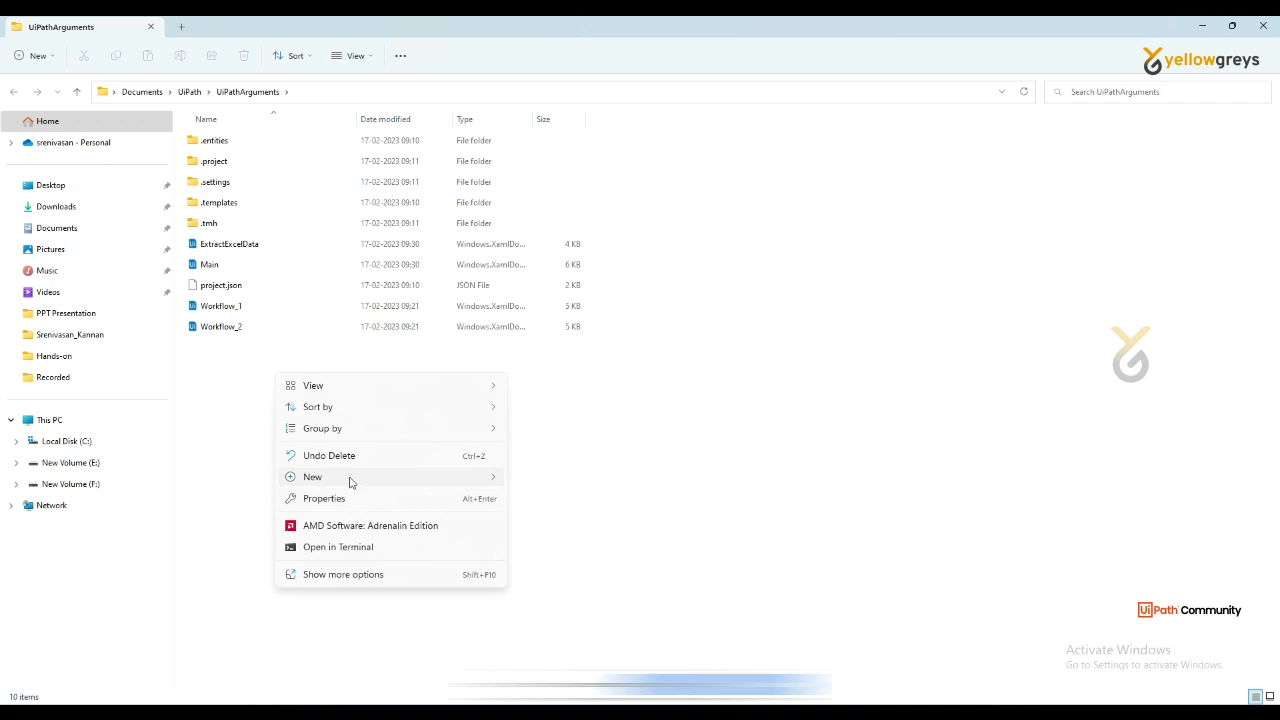 UiPathArguments
New
Sort
View
yellowgreys
Documents > UiPath > UiPathArguments >
Search UiPathArguments
Home
srenivasan - Personal
Desktop
Downloads
Documents
Pictures
Music
Videos
PPT Presentation
Srenivasan_Kannan
Hands-on
Recorded
This PC
Local Disk (C:)
New Volume (E:)
New Volume (F:)
Network
Name Date modified Type Size
.entities 17-02-2023 09:10 File folder
.project 17-02-2023 09:11 File folder
.settings 17-02-2023 09:11 File folder
.templates 17-02-2023 09:10 File folder
.tmh 17-02-2023 09:11 File folder
ExtractExcelData 17-02-2023 09:30 Windows.XamlDo... 4 KB
Main 17-02-2023 09:30 Windows.XamlDo... 6 KB
project.json 17-02-2023 09:10 JSON File 2 KB
Workflow_1 17-02-2023 09:21 Windows.XamlDo... 5 KB
Workflow_2 17-02-2023 09:21 Windows.XamlDo... 5 KB
View
Sort by
Group by
Undo Delete Ctrl+Z
New
Properties Alt+Enter
AMD Software: Adrenalin Edition
Open in Terminal
Show more options Shift+F10
UiPath Community
Activate Windows
Go to Settings to activate Windows.
10 items